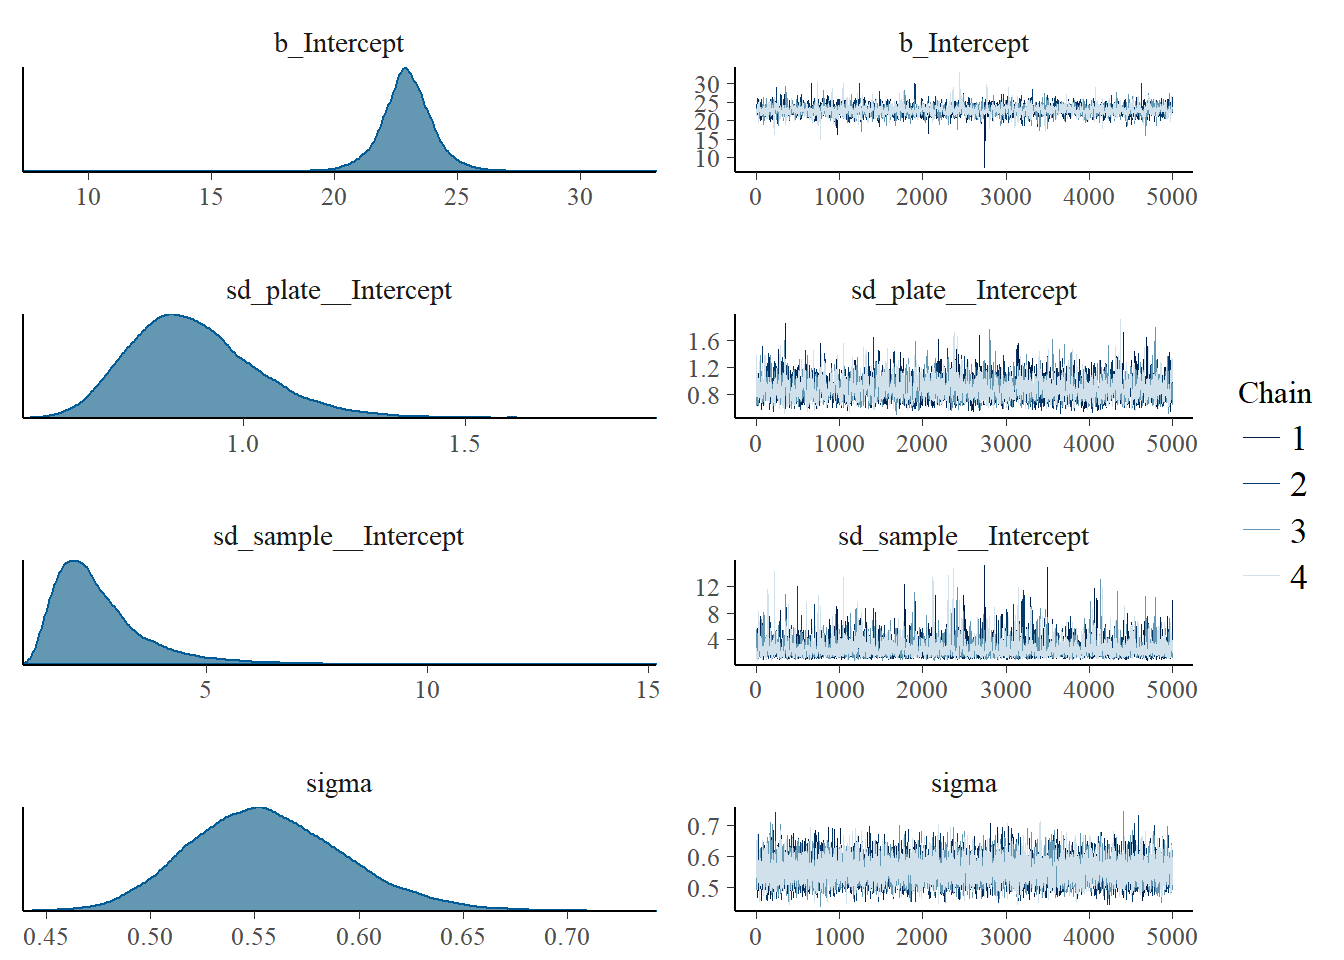 b_Intercept
10 15 20 25 30
b_Intercept
30
25
20
15
10
0 1000 2000 3000 4000 5000
sd_plate__Intercept
1.0 1.5
sd_plate__Intercept
1.6
1.2
0.8
0 1000 2000 3000 4000 5000
sd_sample__Intercept
5 10 15
sd_sample__Intercept
12
8
4
0 1000 2000 3000 4000 5000
sigma
0.45 0.50 0.55 0.60 0.65 0.70
sigma
0.7
0.6
0.5
0 1000 2000 3000 4000 5000
Chain
1
2
3
4